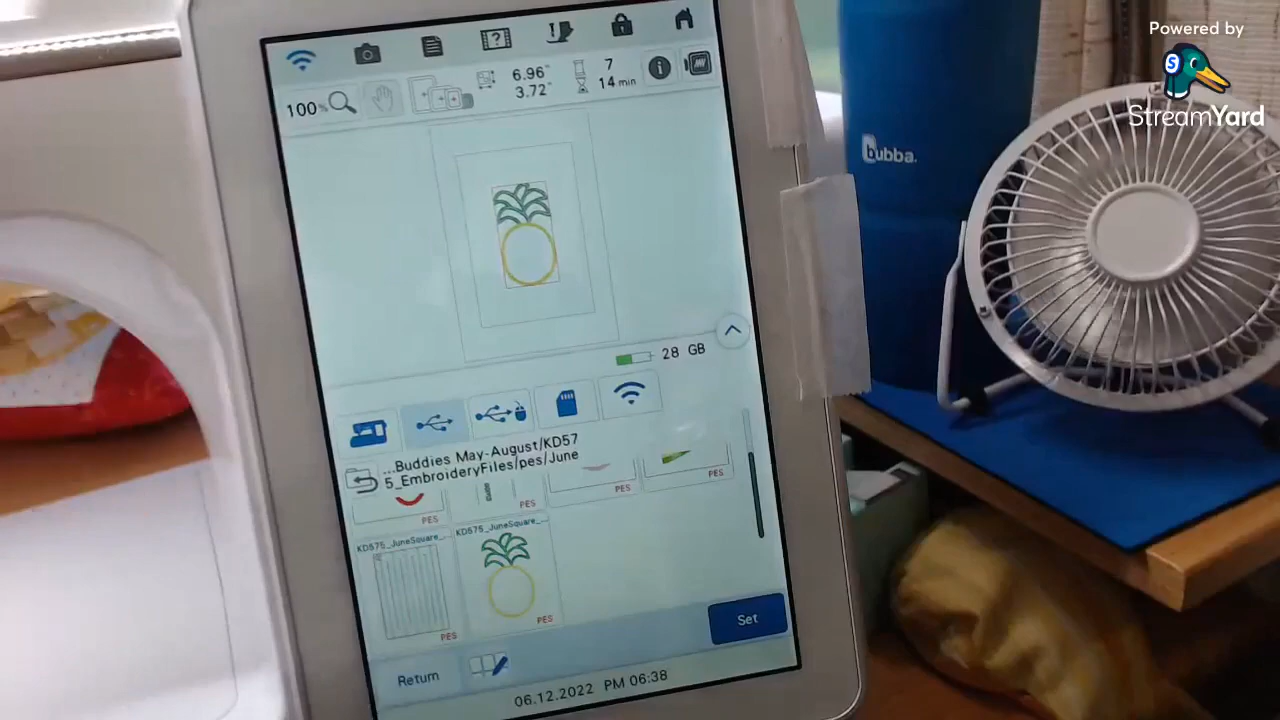 Powered by
StreamYard
bubba.
100%
6.96"
3.72"
7
14 min
28 GB
...Buddies May-August/KD57
5_EmbroideryFiles/pes/June
PES
PES
PES
PES
KD575_JuneSquare_...
KD575_JuneSquare_...
PES
PES
Set
Return
06.12.2022 PM 06:38